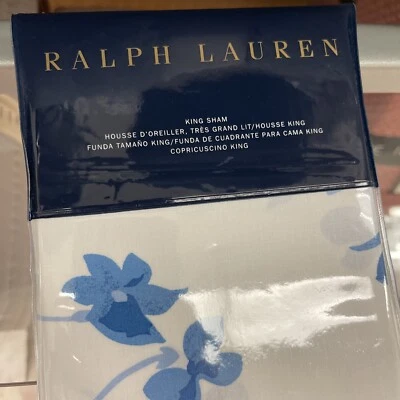 RALPH LAUREN
KING SHAM
HOUSSE D'OREILLER, TRÈS GRAND LIT/HOUSSE KING
FUNDA TAMAÑO KING/FUNDA DE CUADRANTE PARA CAMA KING
COPRICUSCINO KING